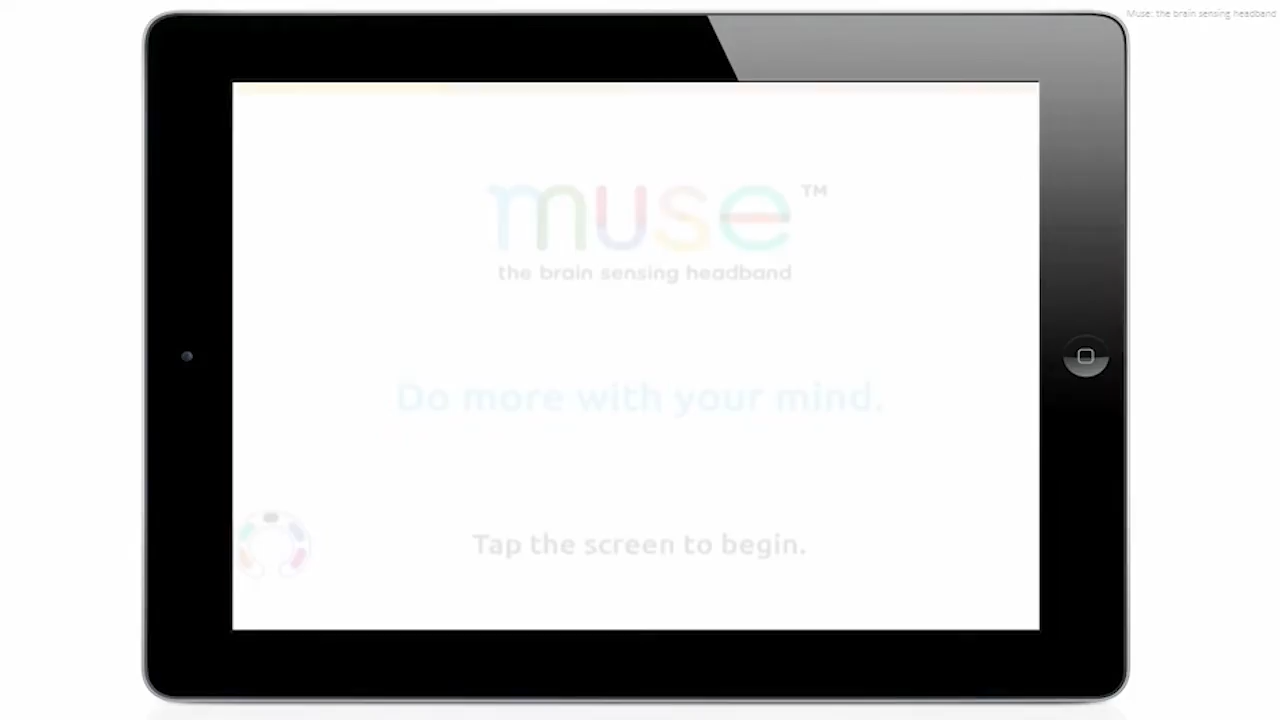 Muse: the brain sensing headband
muse™
the brain sensing headband
Do more with your mind.
Tap the screen to begin.